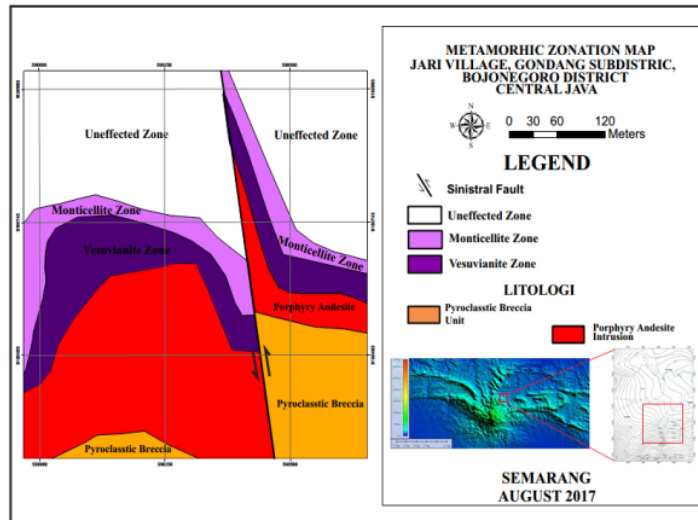 Uneffected Zone
Uneffected Zone
Monticellite Zone
Vesuvianite Zone
Monticellite Zone
Porphyry Andesite
Pyroclasstic Breccia
Pyroclasstic Breccia
METAMORHIC ZONATION MAP
JARI VILLAGE, GONDANG SUBDISTRIC,
BOJONEGORO DISTRICT
CENTRAL JAVA
N
W E
S
0 30 60 120
Meters
LEGEND
Sinistral Fault
Uneffected Zone
Monticellite Zone
Vesuvianite Zone
LITOLOGI
Pyroclasstic Breccia
Unit
Porphyry Andesite
Intrusion
SEMARANG
AUGUST 2017